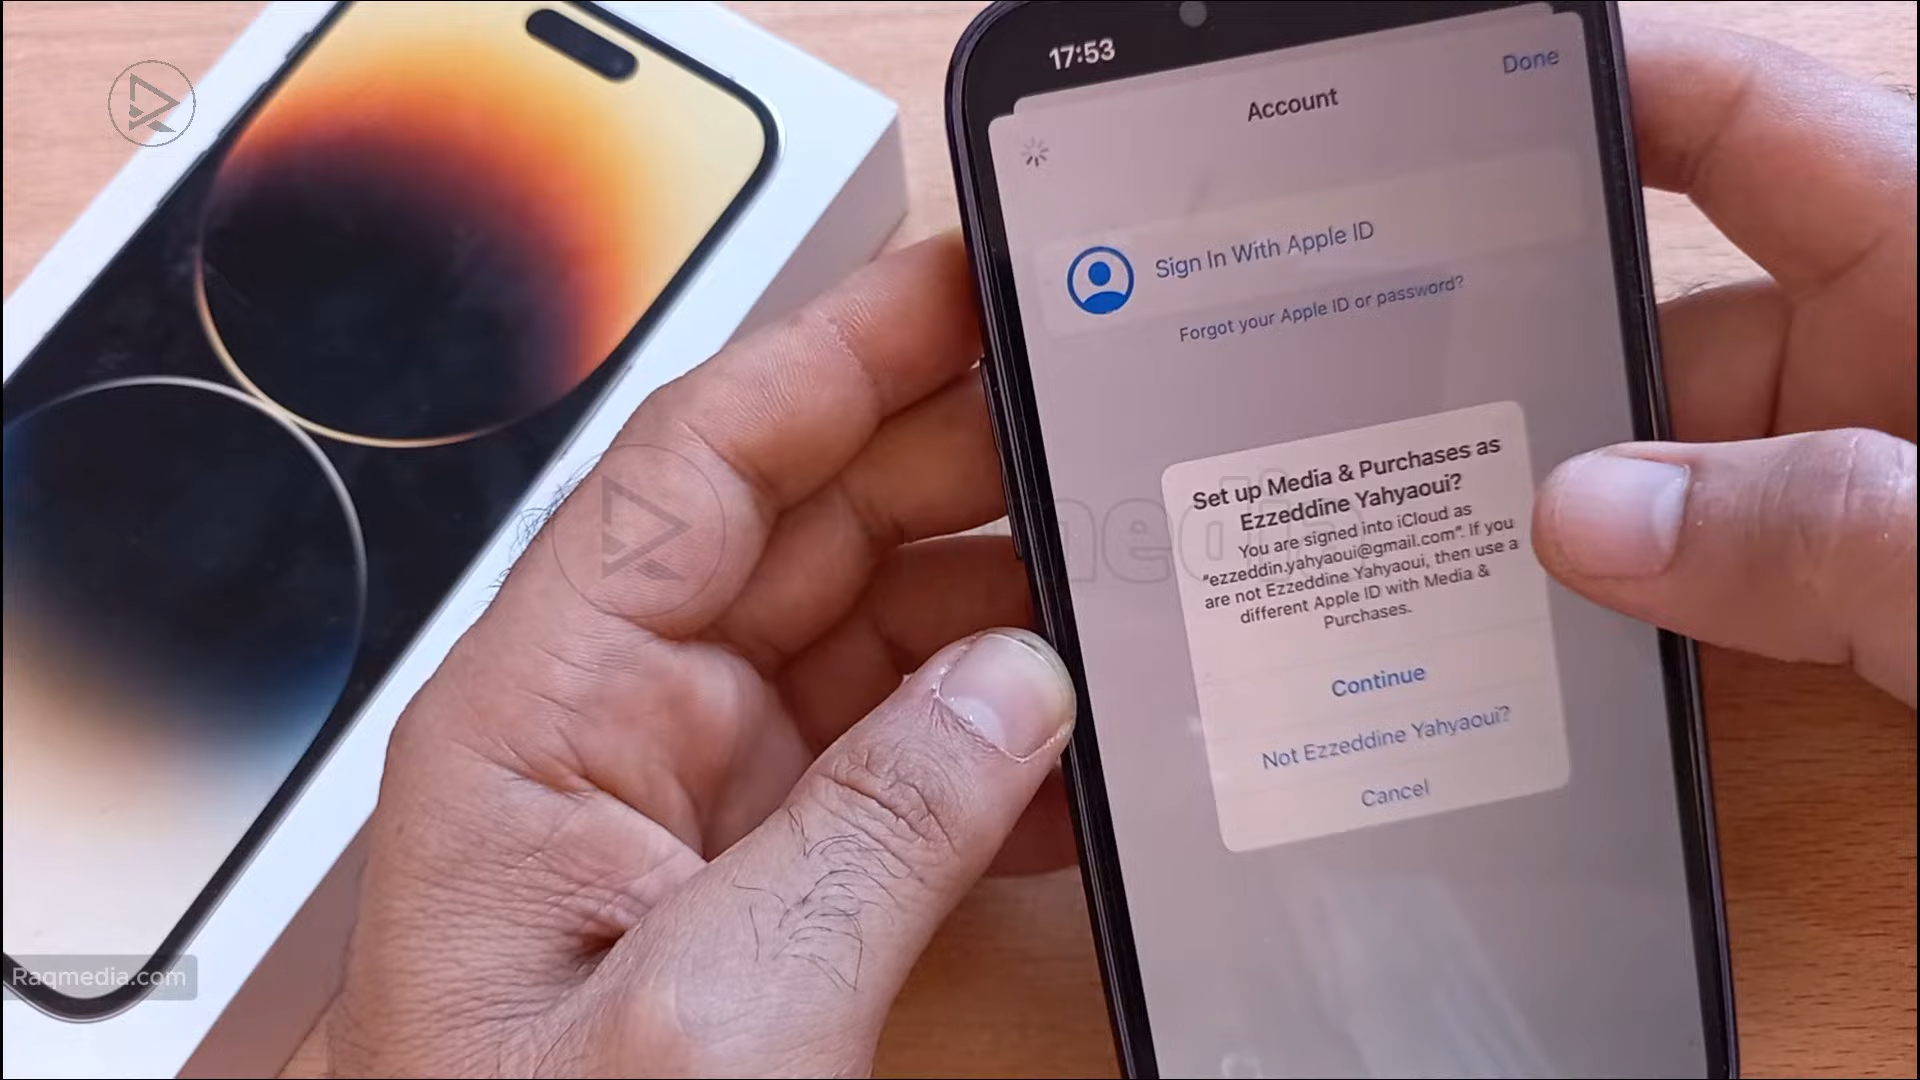 17:53
Done
Account
Sign In With Apple ID
Forgot your Apple ID or password?
Set up Media & Purchases as
Ezzeddine Yahyaoui?
You are signed into iCloud as
"ezzeddin.yahyaoui@gmail.com". If you
are not Ezzeddine Yahyaoui, then use a
different Apple ID with Media &
Purchases.
Continue
Not Ezzeddine Yahyaoui?
Cancel
media
Raqmedia.com